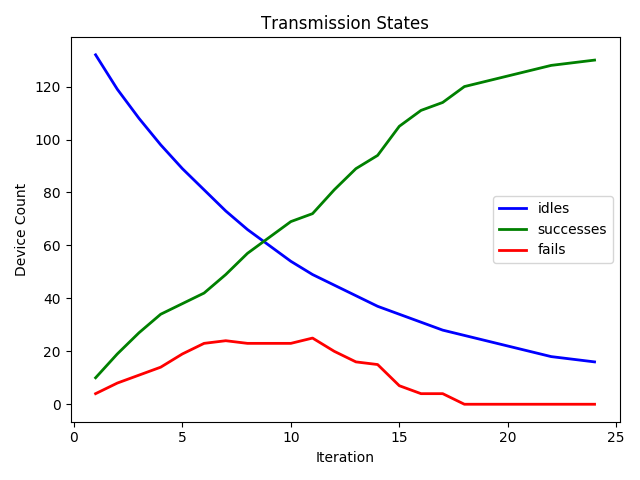 Transmission States
Device Count
120
100
80
60
40
20
0
idles
successes
fails
0 5 10 15 20 25
Iteration